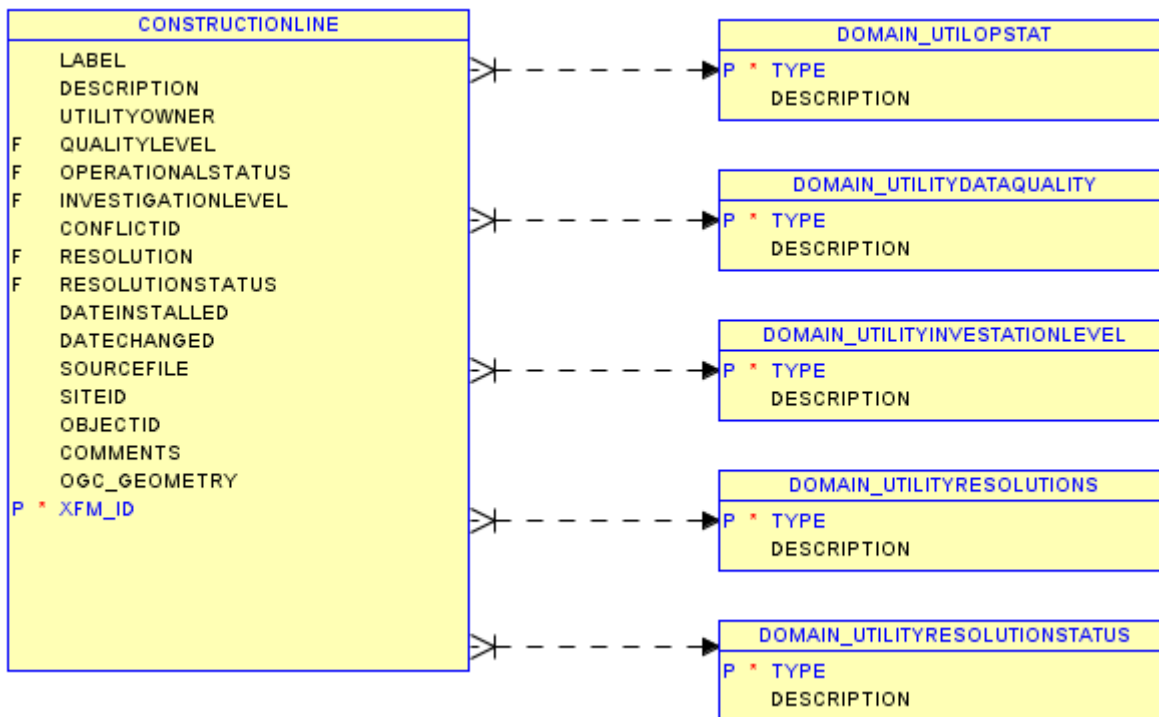 CONSTRUCTIONLINE
LABEL
DESCRIPTION
UTILITYOWNER
F QUALITYLEVEL
F OPERATIONALSTATUS
F INVESTIGATIONLEVEL
CONFLICTID
F RESOLUTION
F RESOLUTIONSTATUS
DATEINSTALLED
DATECHANGED
SOURCEFILE
SITEID
OBJECTID
COMMENTS
OGC_GEOMETRY
P * XFM_ID
DOMAIN_UTILOPSTAT
P * TYPE
DESCRIPTION
DOMAIN_UTILITYDATAQUALITY
P * TYPE
DESCRIPTION
DOMAIN_UTILITYINVESTATIONLEVEL
P * TYPE
DESCRIPTION
DOMAIN_UTILITYRESOLUTIONS
P * TYPE
DESCRIPTION
DOMAIN_UTILITYRESOLUTIONSTATUS
P * TYPE
DESCRIPTION